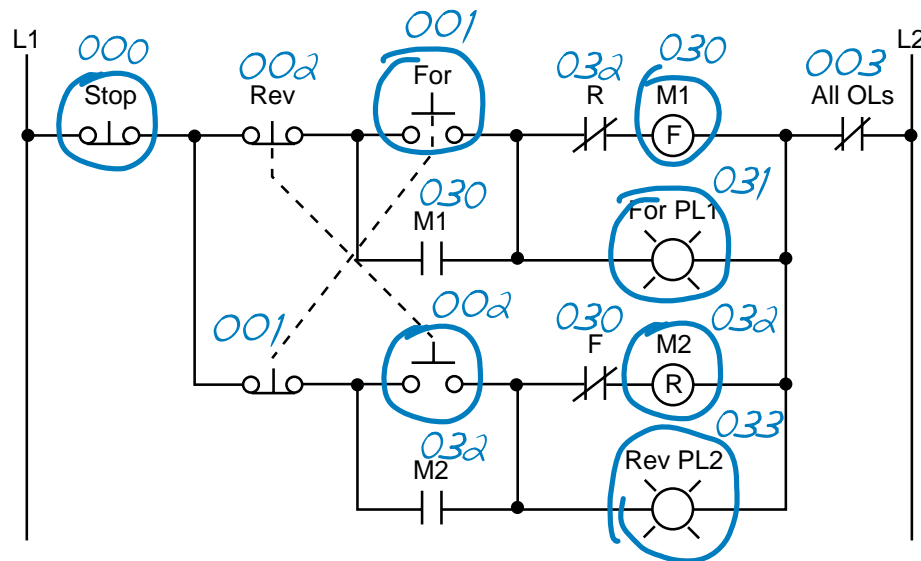 000
001
L1
002
For
032
030
003
L2
Stop
Rev
R
M1
All OLs
F
030
M1
031
For PL1
001
002
030
F
032
M2
R
032
M2
033
Rev PL2